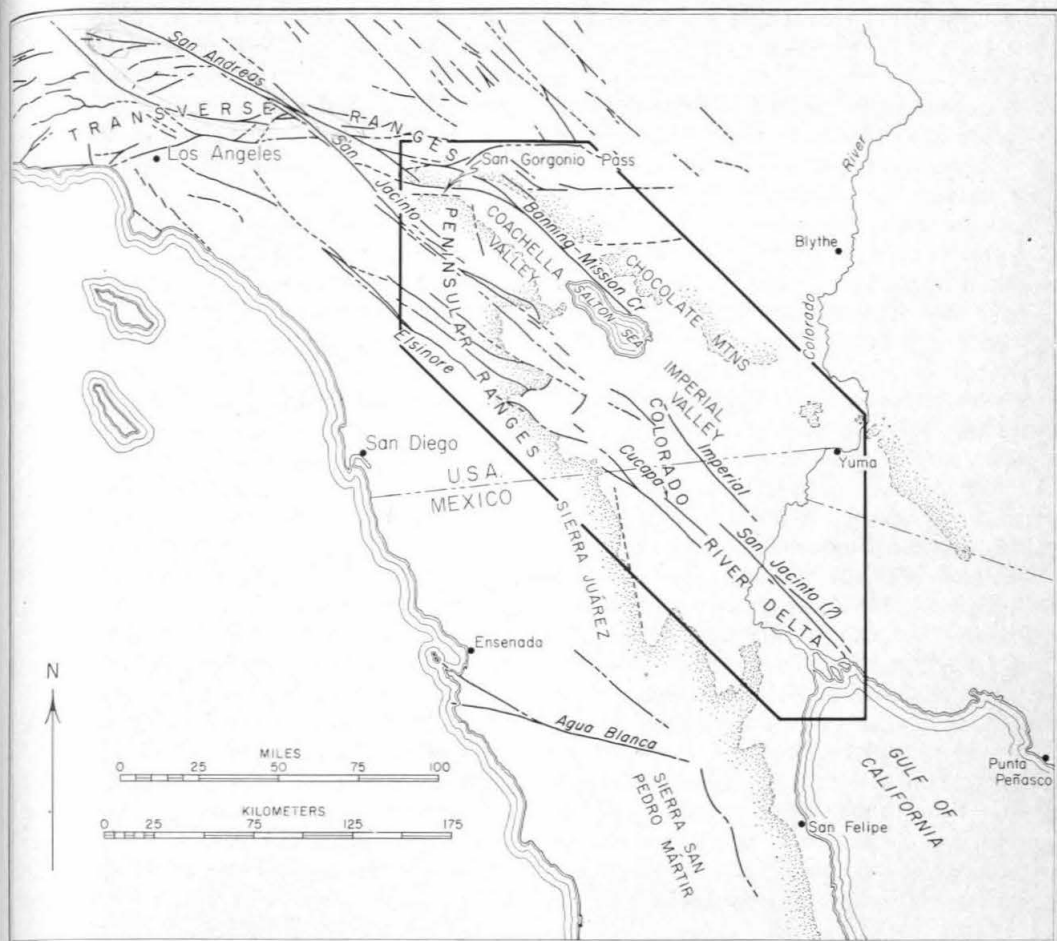 San Andreas
TRANSVERSE RANGES
Los Angeles
San Jacinto
San Gorgonio Pass
River
Colorado
Blythe
PENINSULAR RANGES
COACHELLA
VALLEY
Banning-Mission Cr
SALTON SEA
CHOCOLATE MTNS
Elsinore
IMPERIAL
VALLEY
San Diego
U.S.A.
MEXICO
COLORADO RIVER DELTA
Imperial
Cucapa
Yuma
SIERRA JUÁREZ
San Jacinto (?)
Ensenada
N
Agua Blanca
MILES
0 25 50 75 100
KILOMETERS
0 25 75 125 175
SIERRA SAN
PEDRO MÁRTIR
San Felipe
GULF OF
CALIFORNIA
Punta
Peñasco